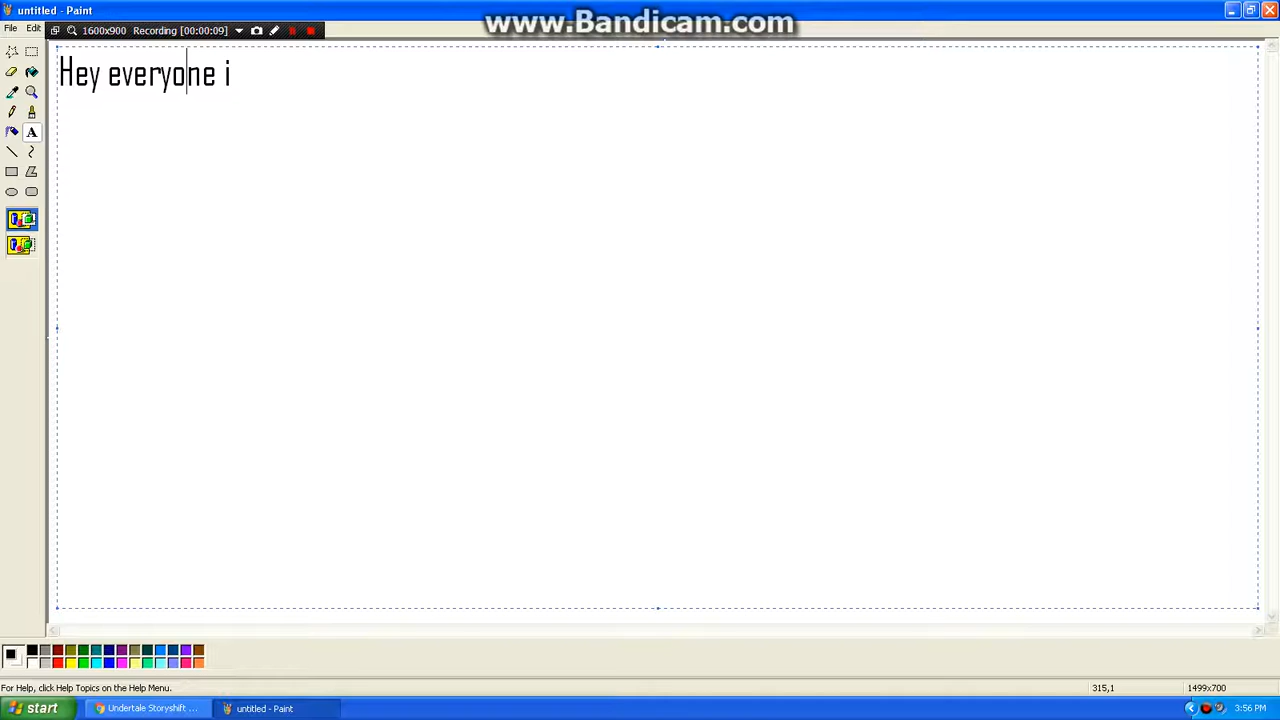 untitled - Paint
www.Bandicam.com
File Edit
1600x900 Recording [00:00:09]
Hey everyone i
A
For Help, click Help Topics on the Help Menu.
315,1
1499x700
start
Undertale Storyshift ...
untitled - Paint
3:56 PM